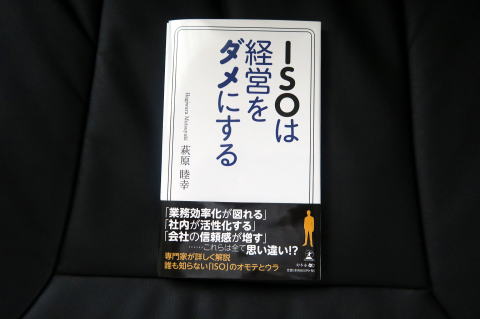 ISOは
経営を
ダメにする
Hagiwara Mutsuyuki
萩原 睦幸
「業務効率化が図れる」
「社内が活性化する」
「会社の信頼感が増す」
……これらは全て思い違い!?
専門家が詳しく解説
誰も知らない「ISO」のオモテとウラ
幻冬舎